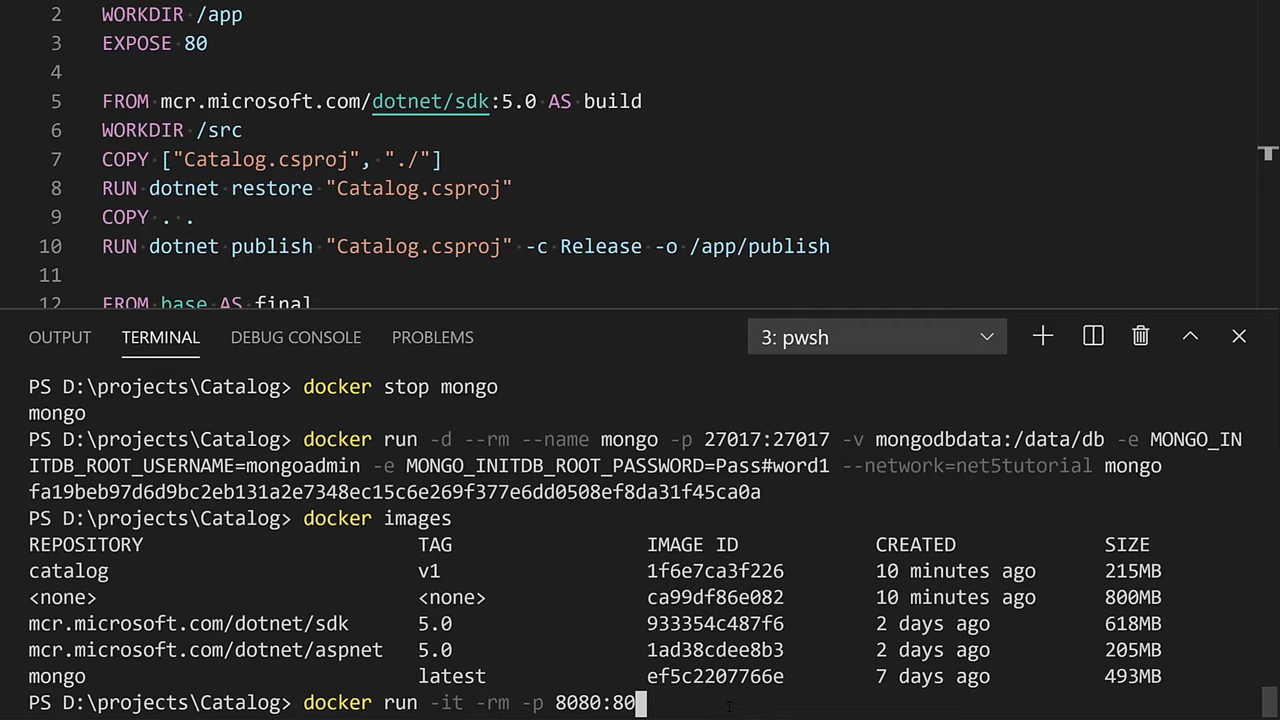 2 WORKDIR /app
3 EXPOSE 80
4
5 FROM mcr.microsoft.com/dotnet/sdk:5.0 AS build
6 WORKDIR /src
7 COPY ["Catalog.csproj", "./"]
8 RUN dotnet restore "Catalog.csproj"
9 COPY . .
10 RUN dotnet publish "Catalog.csproj" -c Release -o /app/publish
11
12 FROM base AS final
OUTPUT TERMINAL DEBUG CONSOLE PROBLEMS 3: pwsh
PS D:\projects\Catalog> docker stop mongo
mongo
PS D:\projects\Catalog> docker run -d --rm --name mongo -p 27017:27017 -v mongodbdata:/data/db -e MONGO_IN
ITDB_ROOT_USERNAME=mongoadmin -e MONGO_INITDB_ROOT_PASSWORD=Pass#word1 --network=net5tutorial mongo
fa19beb97d6d9bc2eb131a2e7348ec15c6e269f377e6dd0508ef8da31f45ca0a
PS D:\projects\Catalog> docker images
REPOSITORY TAG IMAGE ID CREATED SIZE
catalog v1 1f6e7ca3f226 10 minutes ago 215MB
<none> <none> ca99df86e082 10 minutes ago 800MB
mcr.microsoft.com/dotnet/sdk 5.0 933354c487f6 2 days ago 618MB
mcr.microsoft.com/dotnet/aspnet 5.0 1ad38cdee8b3 2 days ago 205MB
mongo latest ef5c2207766e 7 days ago 493MB
PS D:\projects\Catalog> docker run -it -rm -p 8080:80